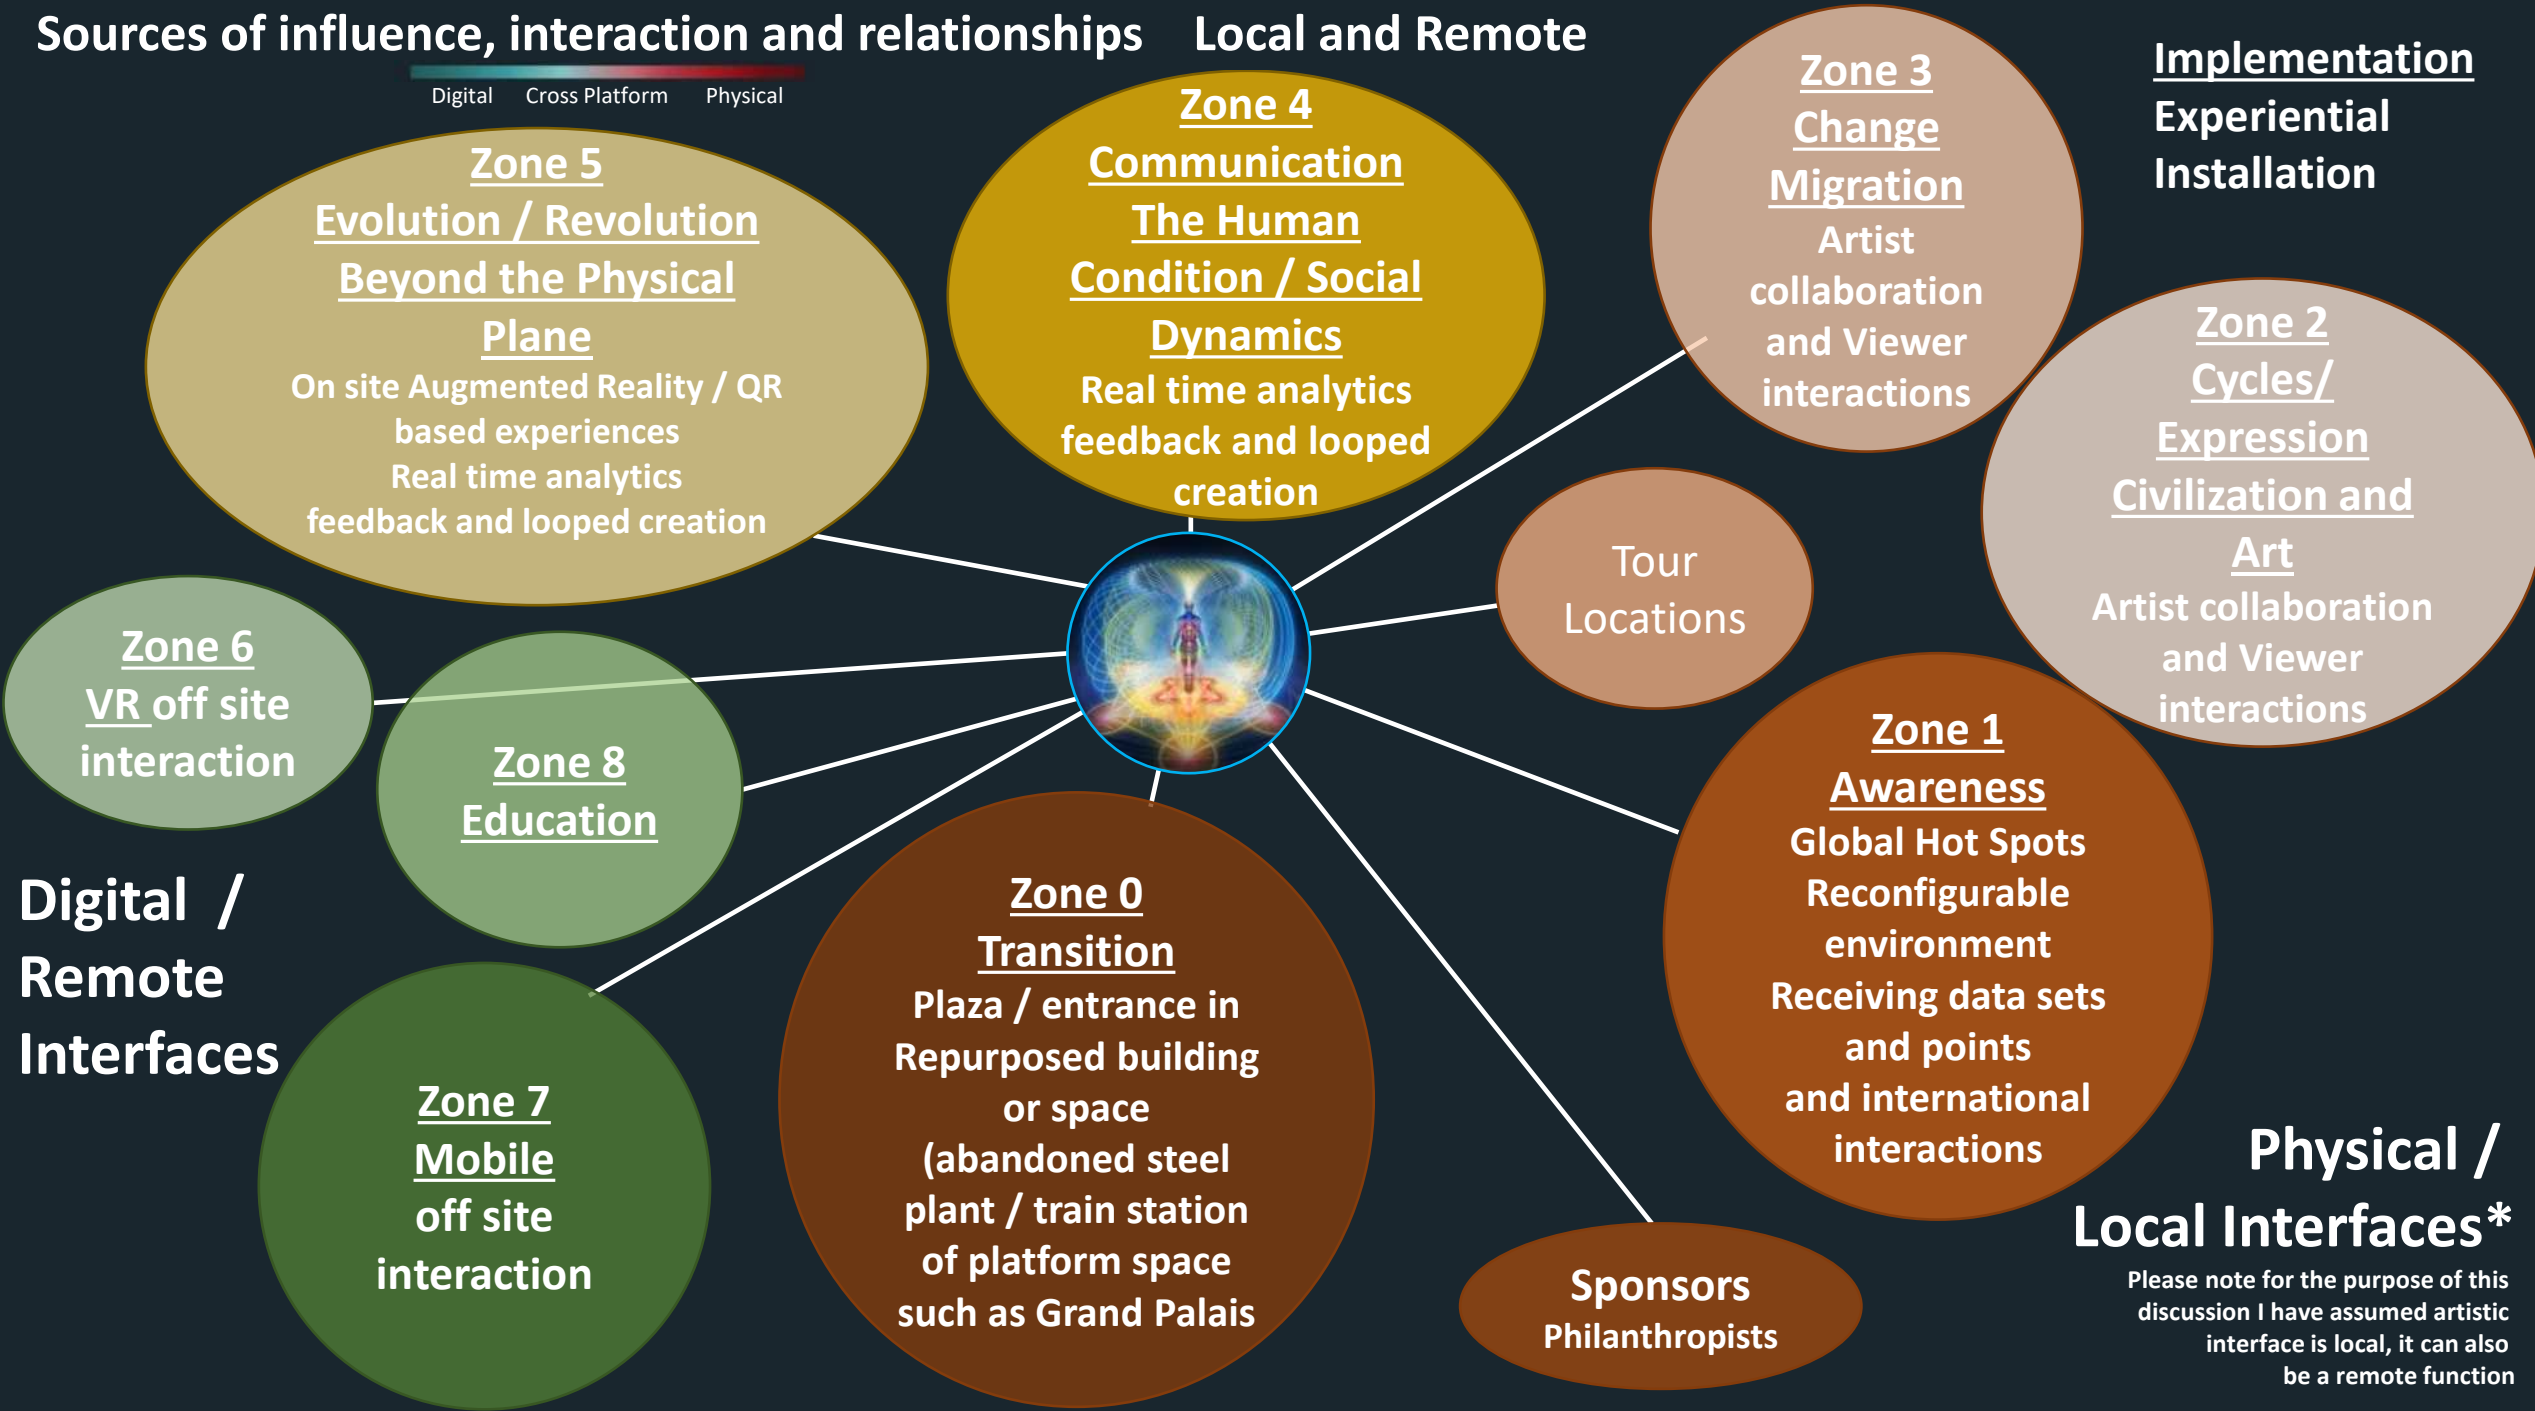 Sources of influence, interaction and relationships Local and Remote
Digital Cross Platform Physical
Implementation
Experiential
Installation
Zone 5
Evolution / Revolution
Beyond the Physical
Plane
On site Augmented Reality / QR
based experiences
Real time analytics
feedback and looped creation
Zone 4
Communication
The Human
Condition / Social
Dynamics
Real time analytics
feedback and looped
creation
Zone 3
Change
Migration
Artist
collaboration
and Viewer
interactions
Zone 2
Cycles/
Expression
Civilization and
Art
Artist collaboration
and Viewer
interactions
Tour
Locations
Zone 6
VR off site
interaction
Zone 8
Education
Digital /
Remote
Interfaces
Zone 7
Mobile
off site
interaction
Zone 0
Transition
Plaza / entrance in
Repurposed building
or space
(abandoned steel
plant / train station
of platform space
such as Grand Palais
Zone 1
Awareness
Global Hot Spots
Reconfigurable
environment
Receiving data sets
and points
and international
interactions
Sponsors
Philanthropists
Physical /
Local Interfaces*
Please note for the purpose of this
discussion I have assumed artistic
interface is local, it can also
be a remote function